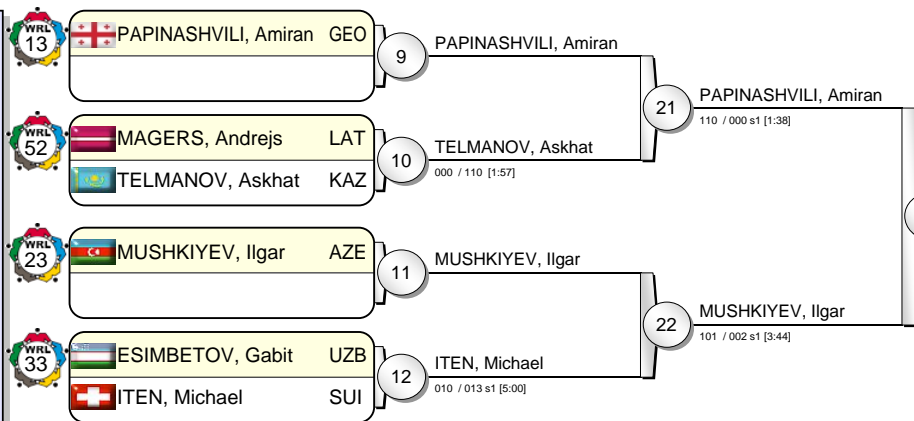 WRL
13
PAPINASHVILI, Amiran GEO
9
PAPINASHVILI, Amiran
21
PAPINASHVILI, Amiran
110 / 000 s1 [1:38]
WRL
52
MAGERS, Andrejs LAT
TELMANOV, Askhat KAZ
10
TELMANOV, Askhat
000 / 110 [1:57]
WRL
23
MUSHKIYEV, Ilgar AZE
11
MUSHKIYEV, Ilgar
22
MUSHKIYEV, Ilgar
101 / 002 s1 [3:44]
WRL
33
ESIMBETOV, Gabit UZB
ITEN, Michael SUI
12
ITEN, Michael
010 / 013 s1 [5:00]